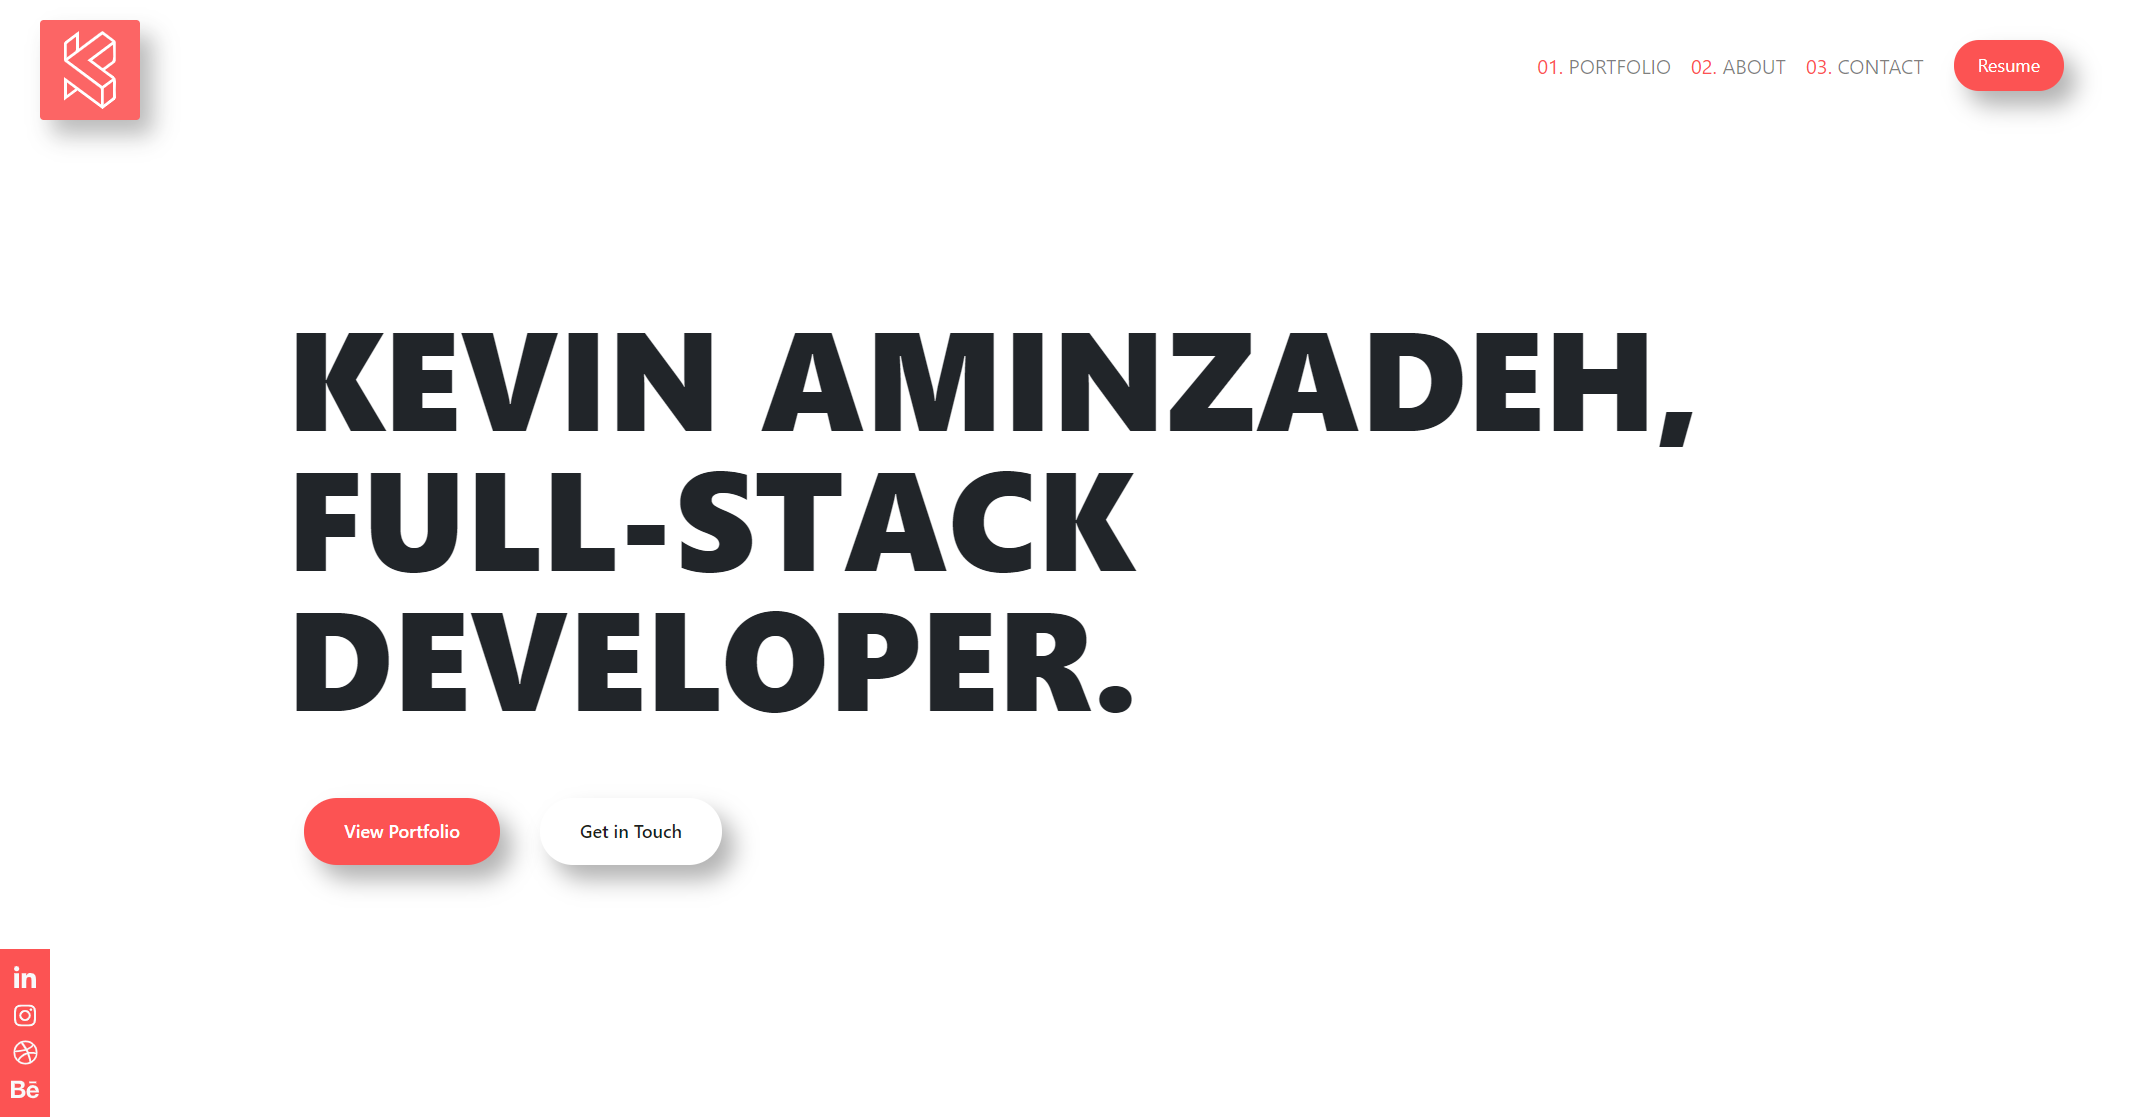 01. PORTFOLIO 02. ABOUT 03. CONTACT Resume
KEVIN AMINZADEH,
FULL-STACK
DEVELOPER.
View Portfolio Get in Touch
in
Bē